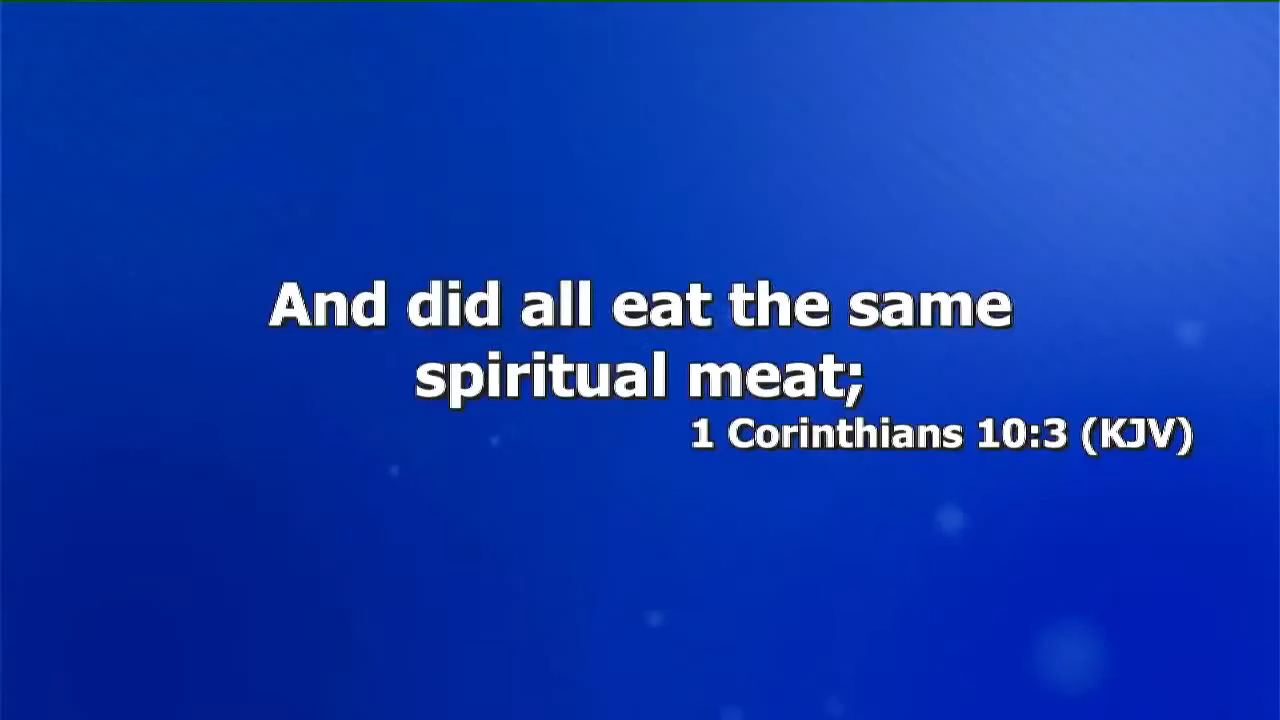 And did all eat the same
spiritual meat;
1 Corinthians 10:3 (KJV)